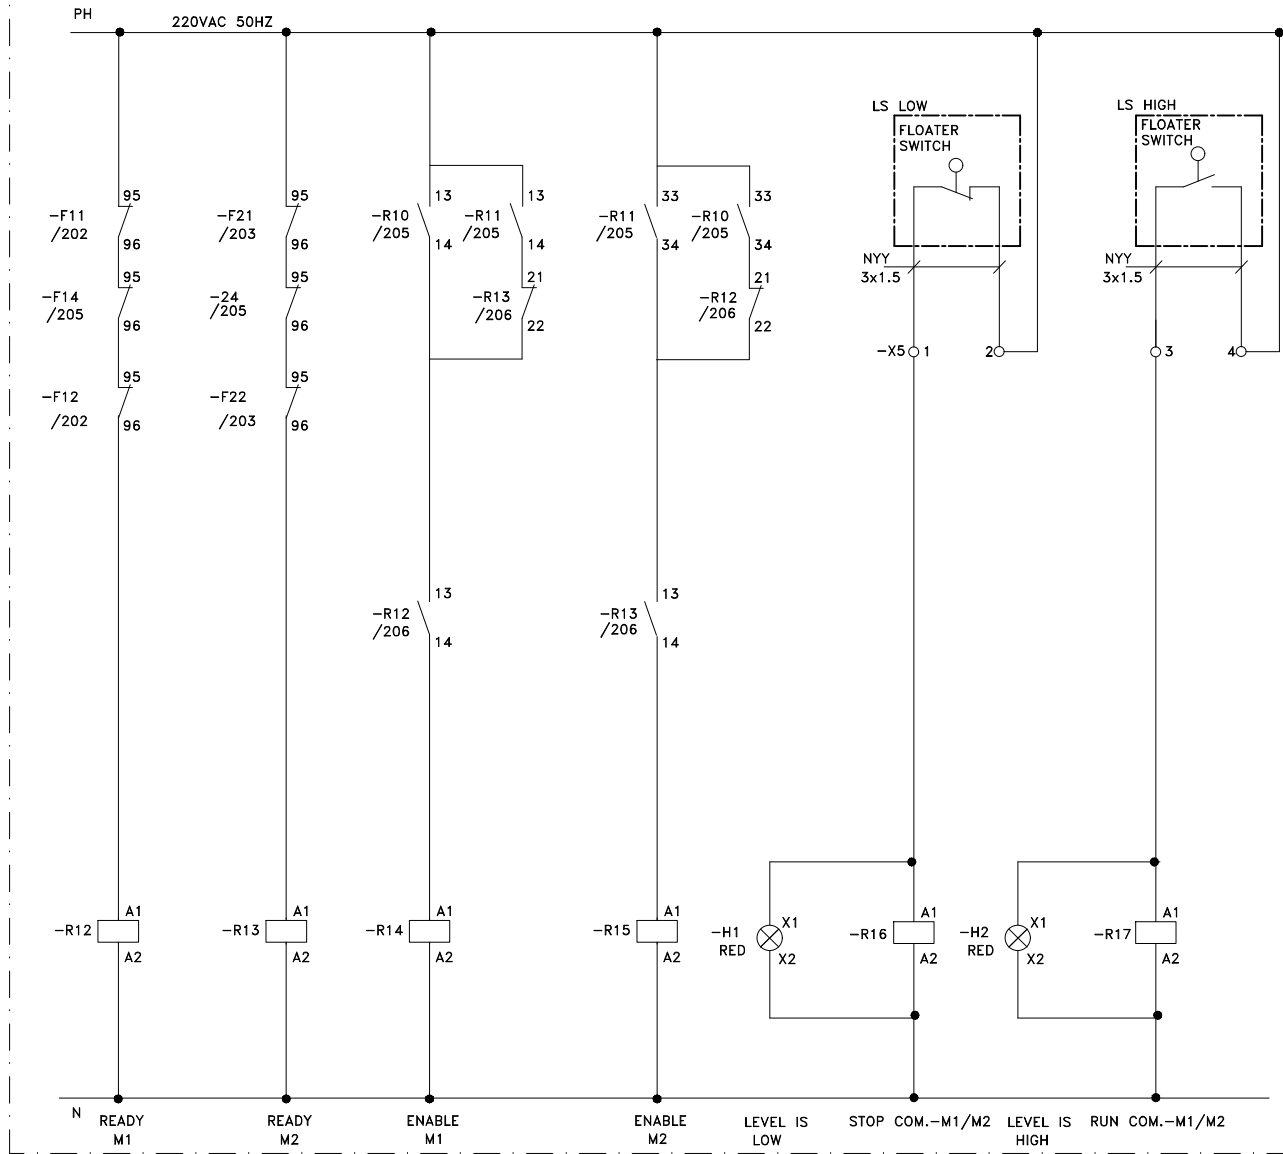 PH
220VAC 50HZ
LS LOW
FLOATER
SWITCH
LS HIGH
FLOATER
SWITCH
95
-F11
/202
96
95
-F14
/205
96
95
-F12
/202
96
95
-F21
/203
96
95
-24
/205
96
95
-F22
/203
96
13
-R10
/205
14
13
-R11
/205
14
21
-R13
/206
22
33
-R11
/205
34
33
-R10
/205
34
21
-R12
/206
22
NYY
3x1.5
NYY
3x1.5
-X5
1
2
3
4
13
-R12
/206
14
13
-R13
/206
14
A1
-R12
A2
A1
-R13
A2
A1
-R14
A2
A1
-R15
A2
X1
-H1
RED
X2
A1
-R16
A2
X1
-H2
RED
X2
A1
-R17
A2
N
READY
M1
READY
M2
ENABLE
M1
ENABLE
M2
LEVEL IS
LOW
STOP COM.-M1/M2
LEVEL IS
HIGH
RUN COM.-M1/M2